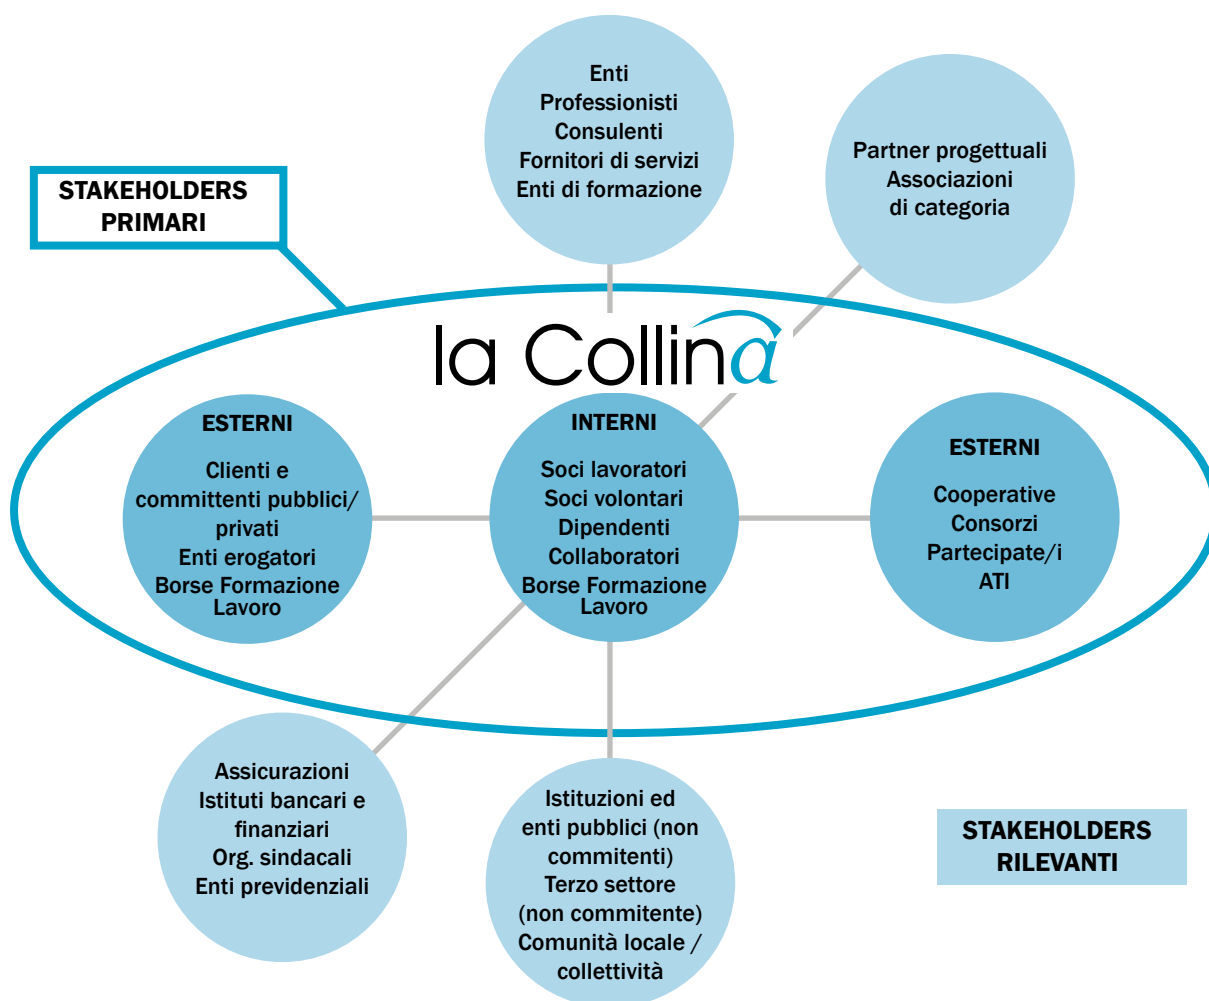 Enti
Professionisti
Consulenti
Fornitori di servizi
Enti di formazione
Partner progettuali
Associazioni
di categoria
STAKEHOLDERS
PRIMARI
la Collina
ESTERNI
Clienti e
committenti pubblici/
privati
Enti erogatori
Borse Formazione
Lavoro
INTERNI
Soci lavoratori
Soci volontari
Dipendenti
Collaboratori
Borse Formazione
Lavoro
ESTERNI
Cooperative
Consorzi
Partecipate/i
ATI
Assicurazioni
Istituti bancari e
finanziari
Org. sindacali
Enti previdenziali
Istituzioni ed
enti pubblici (non
commitenti)
Terzo settore
(non commitente)
Comunità locale /
collettività
STAKEHOLDERS
RILEVANTI